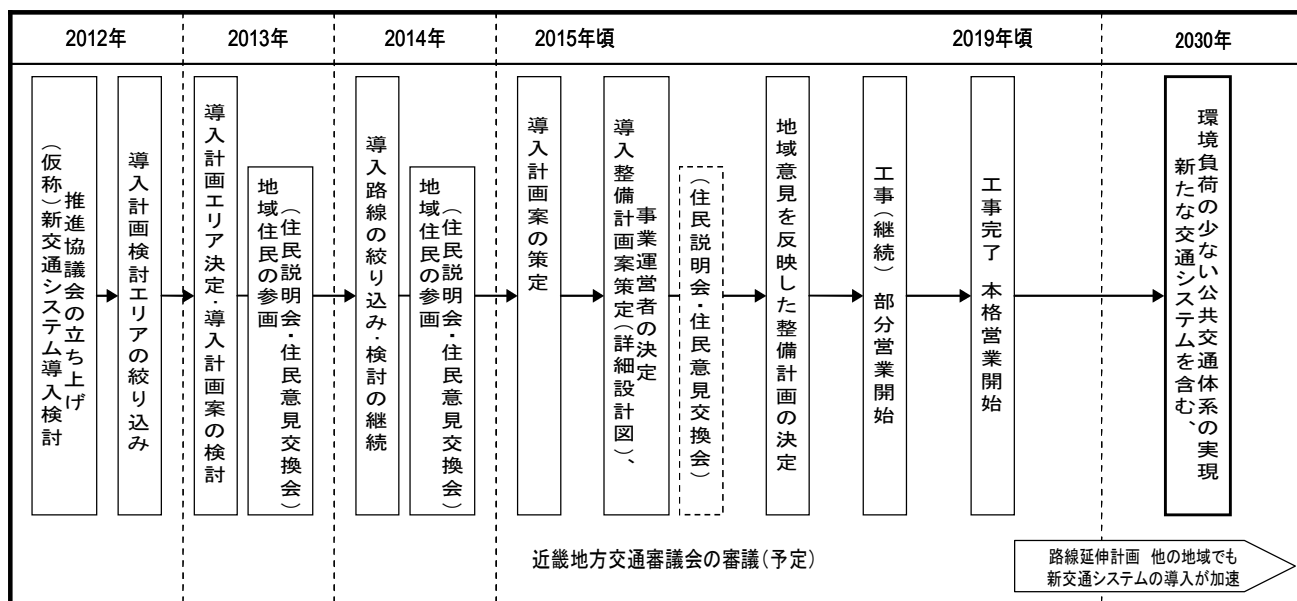 2012年
2013年
2014年
2015年頃
2019年頃
2030年
(仮称)新交通システム導入検討
推進協議会の立ち上げ
導入計画検討エリアの絞り込み
導入計画エリア決定・導入計画案の検討
地域住民の参画
(住民説明会・住民意見交換会)
導入路線の絞り込み・検討の継続
地域住民の参画
(住民説明会・住民意見交換会)
導入計画案の策定
導入整備計画案策定(詳細設計図)、
事業運営者の決定
(住民説明会・住民意見交換会)
地域意見を反映した整備計画の決定
工事(継続) 部分営業開始
工事完了 本格営業開始
新たな交通システムを含む、
環境負荷の少ない公共交通体系の実現
近畿地方交通審議会の審議(予定)
路線延伸計画 他の地域でも
新交通システムの導入が加速